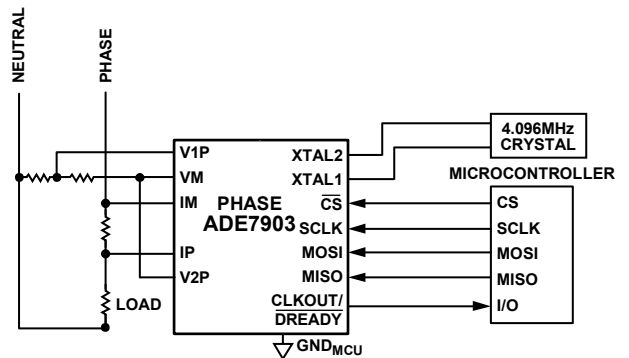 NEUTRAL
PHASE
V1P
VM
IM
IP
V2P
LOAD
PHASE
ADE7903
XTAL2
XTAL1
CS
SCLK
MOSI
MISO
CLKOUT/
DREADY
GNDMCU
4.096MHz
CRYSTAL
MICROCONTROLLER
CS
SCLK
MOSI
MISO
I/O